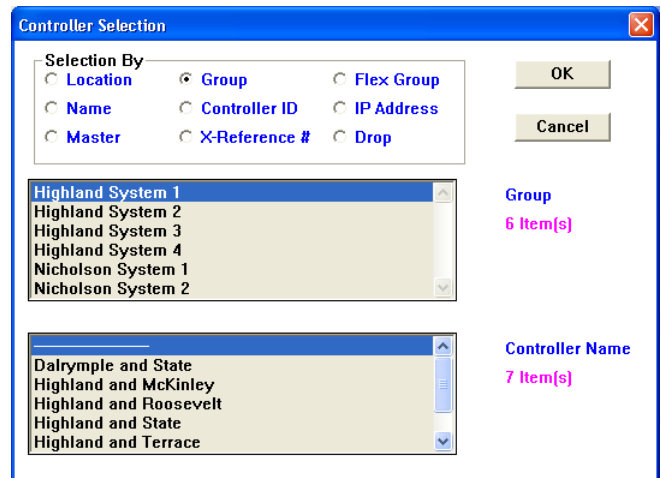 Controller Selection
Selection By
Location Group Flex Group
Name Controller ID IP Address
Master X-Reference # Drop
OK
Cancel
Highland System 1
Highland System 2
Highland System 3
Highland System 4
Nicholson System 1
Nicholson System 2
Group
6 Item(s)
Dalrymple and State
Highland and McKinley
Highland and Roosevelt
Highland and State
Highland and Terrace
Controller Name
7 Item(s)